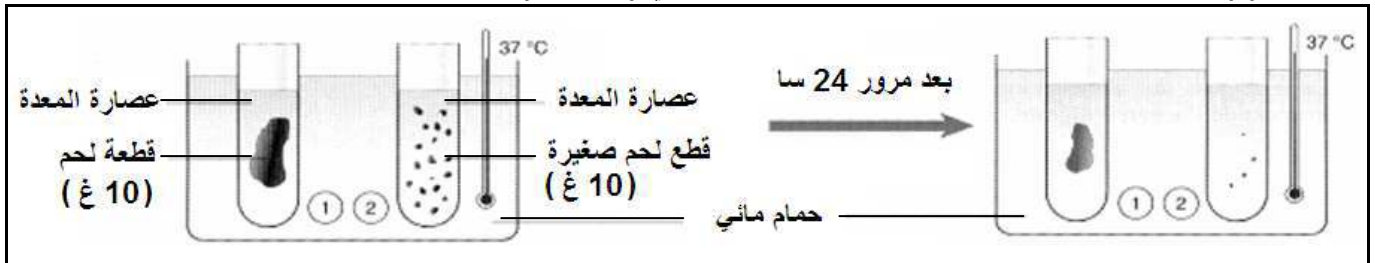 37 °C
37 °C
عصارة المعدة
عصارة المعدة
بعد مرور 24 سا
قطعة لحم
(10 غ)
قطع لحم صغيرة
(10 غ)
1 2
1 2
حمام مائي